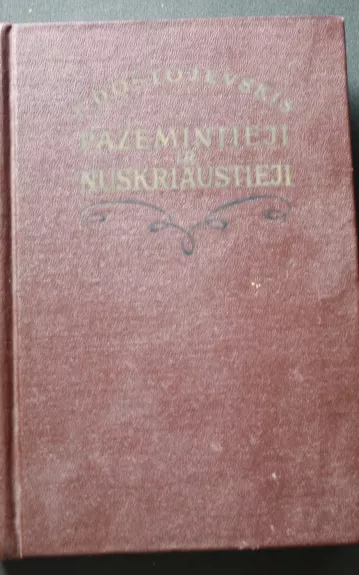 F. DOSTOJEVSKIS
PAŽEMINTIEJI
IR
NUSKRIAUSTIEJI